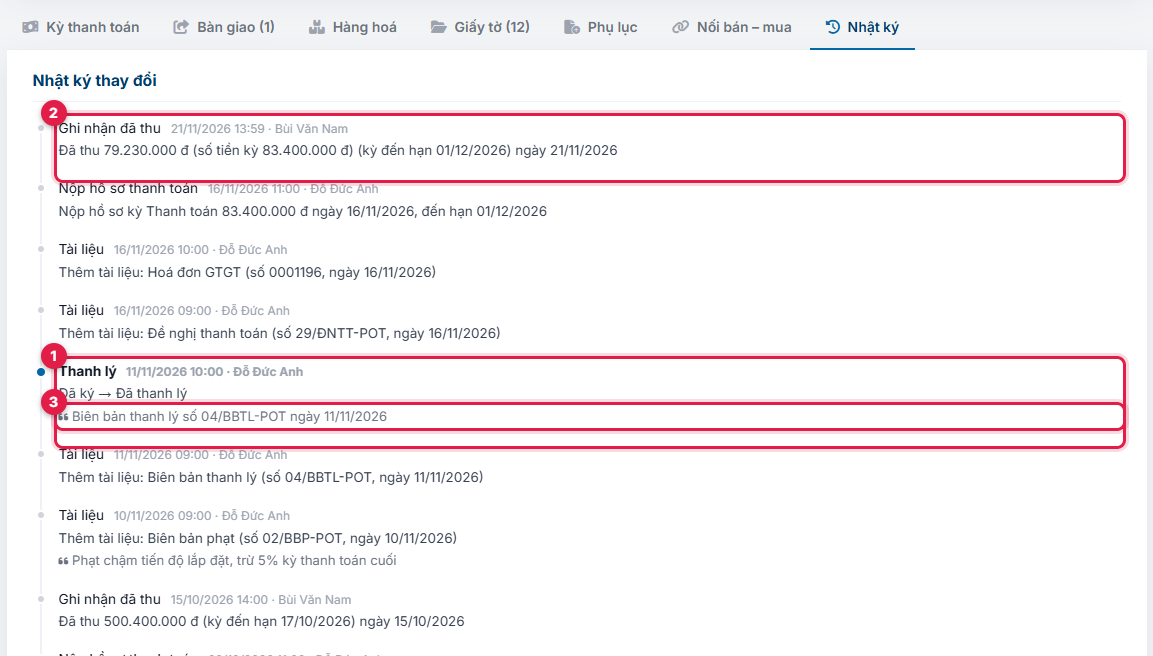 Kỳ thanh toán Bàn giao (1) Hàng hoá Giấy tờ (12) Phụ lục Nối bán – mua Nhật ký
Nhật ký thay đổi
2
Ghi nhận đã thu 21/11/2026 13:59 · Bùi Văn Nam
Đã thu 79.230.000 đ (số tiền kỳ 83.400.000 đ) (kỳ đến hạn 01/12/2026) ngày 21/11/2026
Nộp hồ sơ thanh toán 16/11/2026 11:00 · Đỗ Đức Anh
Nộp hồ sơ kỳ Thanh toán 83.400.000 đ ngày 16/11/2026, đến hạn 01/12/2026
Tài liệu 16/11/2026 10:00 · Đỗ Đức Anh
Thêm tài liệu: Hoá đơn GTGT (số 0001196, ngày 16/11/2026)
Tài liệu 16/11/2026 09:00 · Đỗ Đức Anh
Thêm tài liệu: Đề nghị thanh toán (số 29/ĐNTT-POT, ngày 16/11/2026)
1
Thanh lý 11/11/2026 10:00 · Đỗ Đức Anh
Đã ký → Đã thanh lý
3
❝ Biên bản thanh lý số 04/BBTL-POT ngày 11/11/2026
Tài liệu 11/11/2026 09:00 · Đỗ Đức Anh
Thêm tài liệu: Biên bản thanh lý (số 04/BBTL-POT, ngày 11/11/2026)
Tài liệu 10/11/2026 09:00 · Đỗ Đức Anh
Thêm tài liệu: Biên bản phạt (số 02/BBP-POT, ngày 10/11/2026)
❝ Phạt chậm tiến độ lắp đặt, trừ 5% kỳ thanh toán cuối
Ghi nhận đã thu 15/10/2026 14:00 · Bùi Văn Nam
Đã thu 500.400.000 đ (kỳ đến hạn 17/10/2026) ngày 15/10/2026